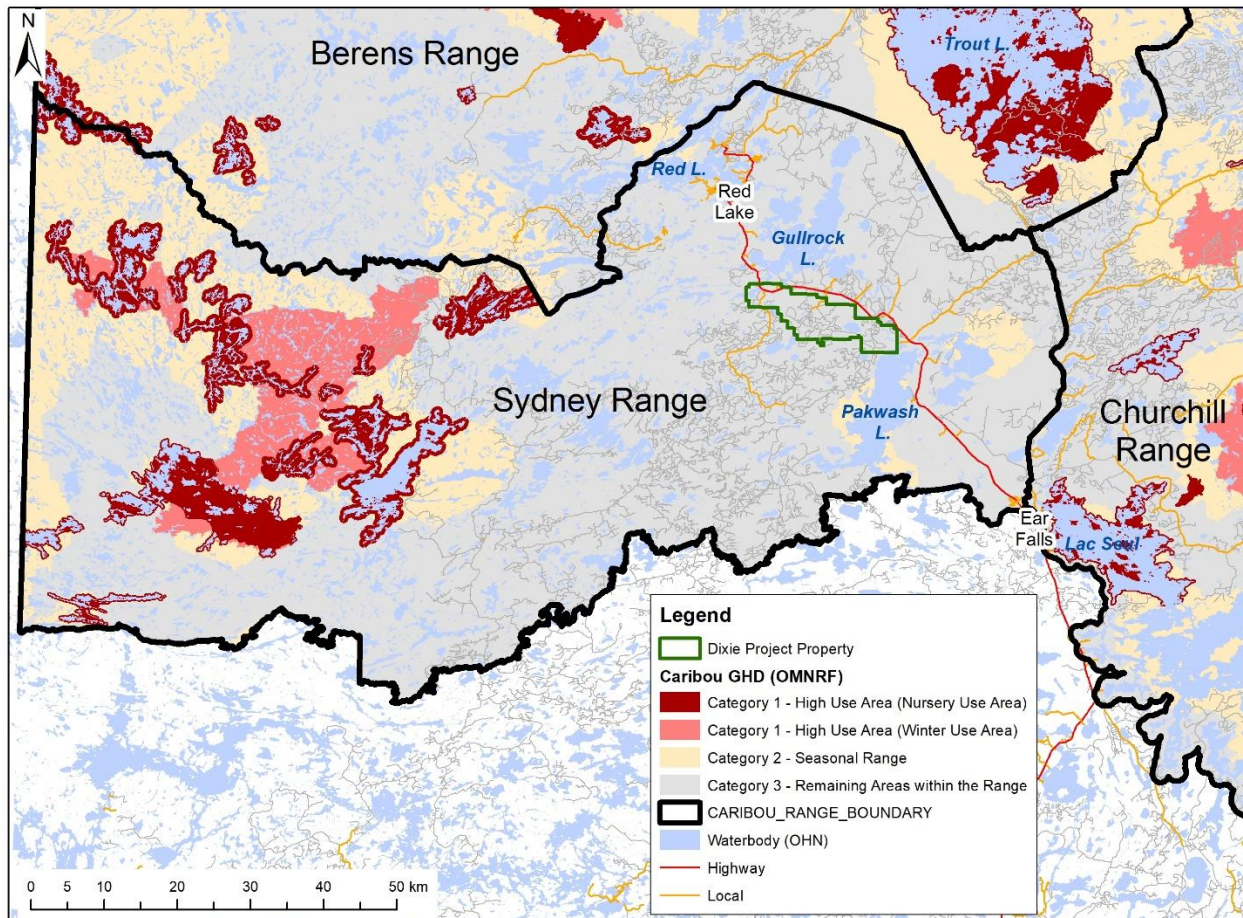 N
Berens Range
Trout L.
Red L.
Red
Lake
Gullrock
L.
Sydney Range
Pakwash
L.
Churchill
Range
Ear
Falls
Lac Seul
Legend
Dixie Project Property
Caribou GHD (OMNRF)
Category 1 - High Use Area (Nursery Use Area)
Category 1 - High Use Area (Winter Use Area)
Category 2 - Seasonal Range
Category 3 - Remaining Areas within the Range
CARIBOU_RANGE_BOUNDARY
Waterbody (OHN)
Highway
Local
0 5 10 20 30 40 50 km